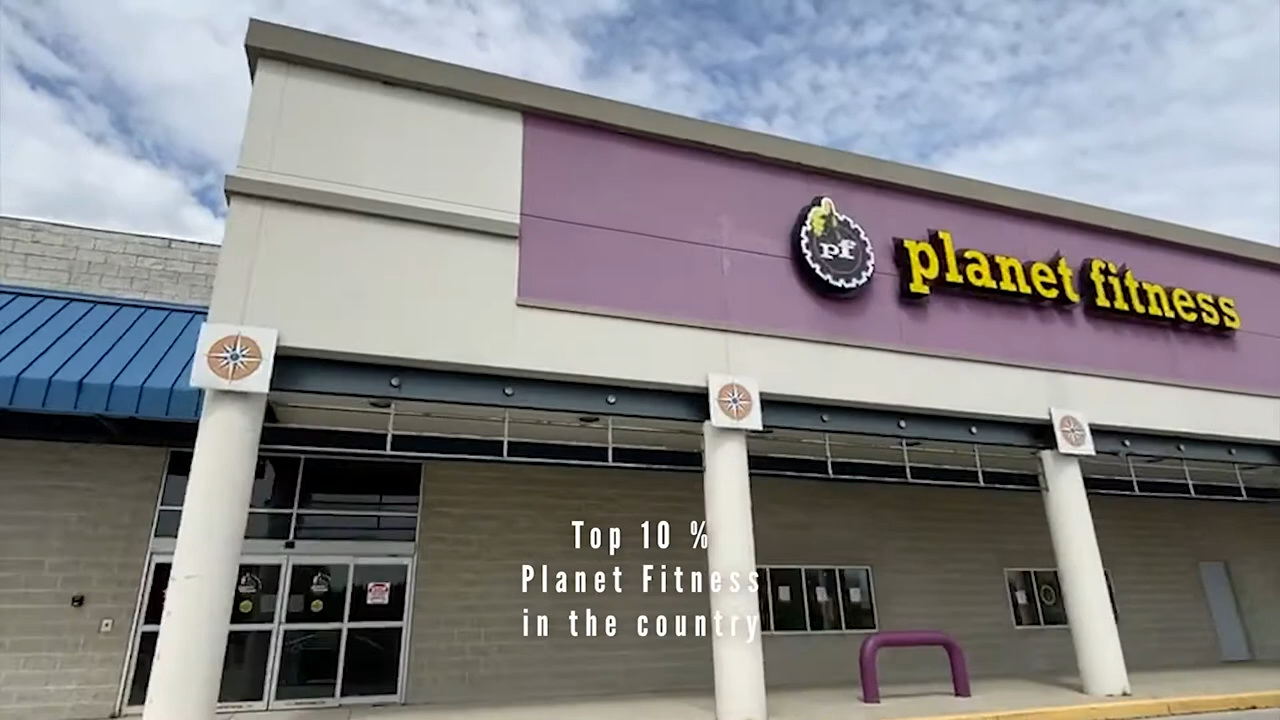 pf
planet fitness
Top 10 %
Planet Fitness
in the country